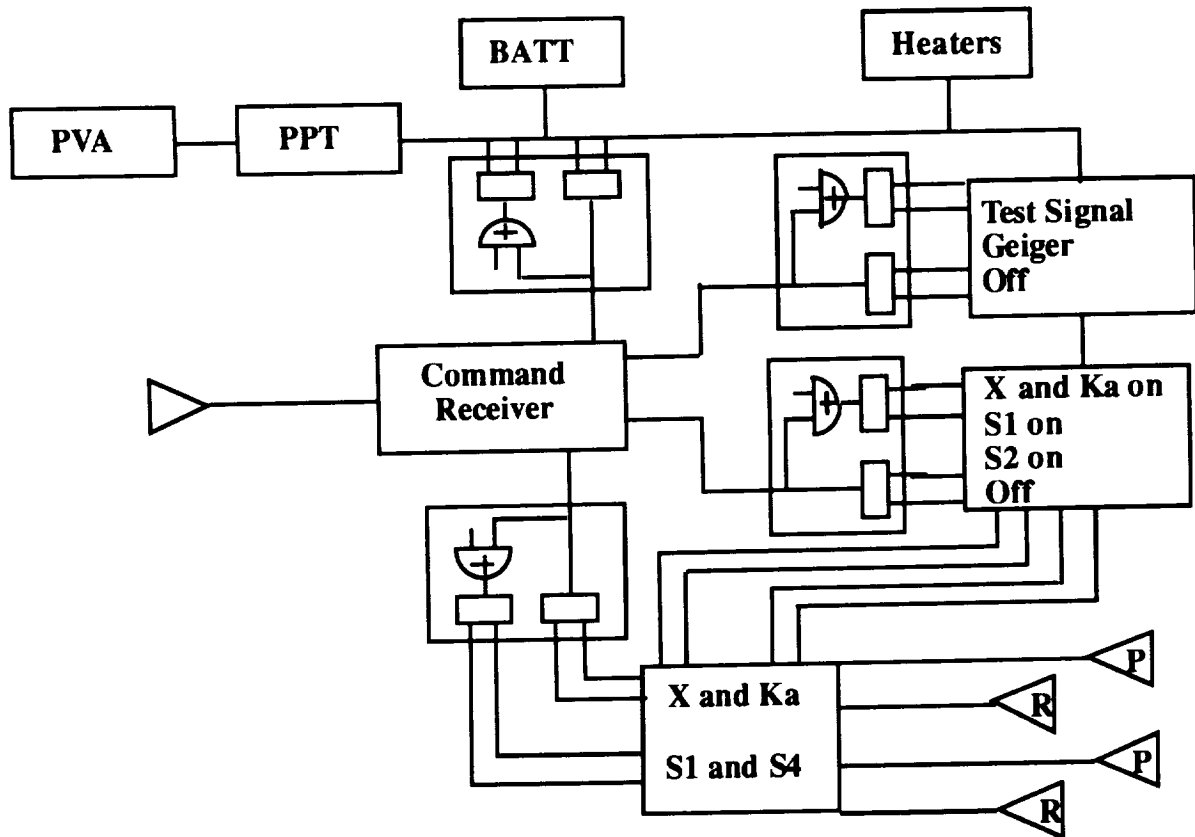 BATT
Heaters
PVA
PPT
Test Signal
Geiger
Off
Command
Receiver
X and Ka on
S1 on
S2 on
Off
X and Ka
S1 and S4
P
R
P
R